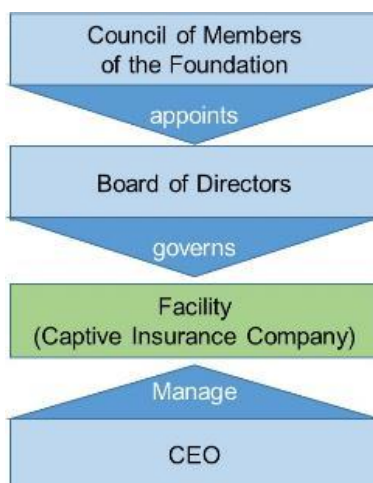 Council of Members
of the Foundation
appoints
Board of Directors
governs
Facility
(Captive Insurance Company)
Manage
CEO